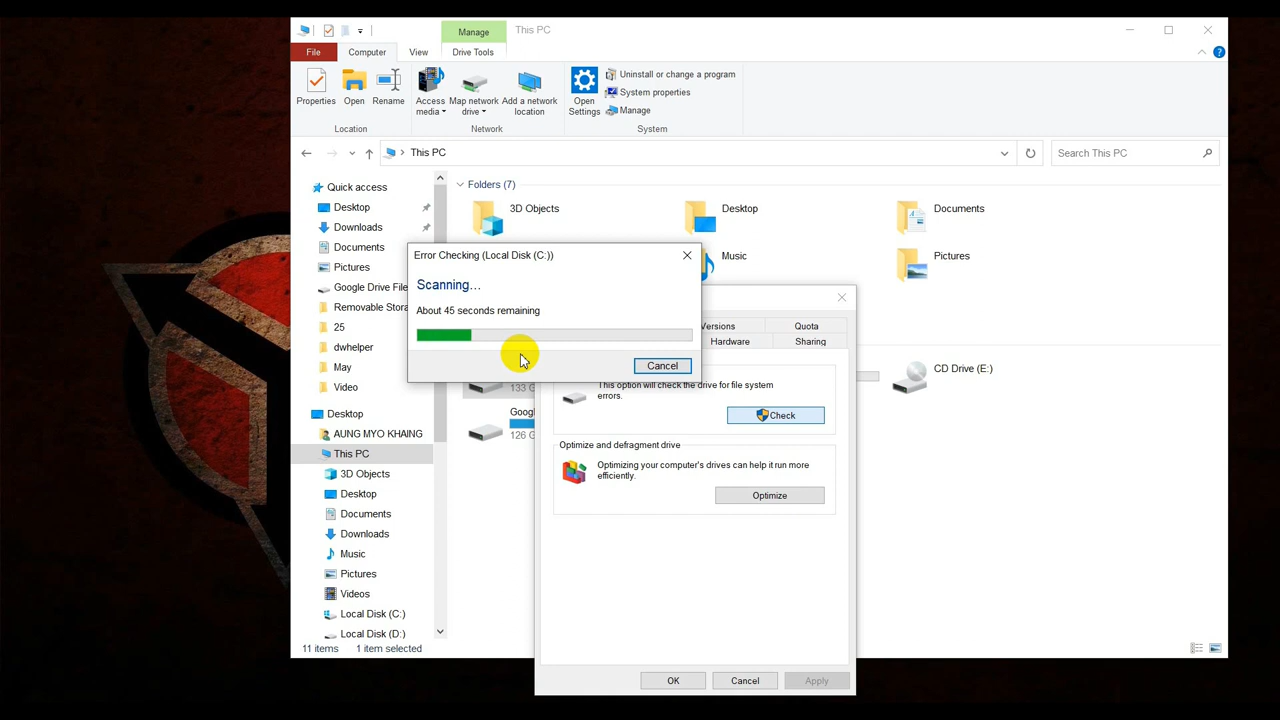 Manage
This PC
File
Computer
View
Drive Tools
Properties
Open
Rename
Access media
Map network drive
Add a network location
Open Settings
Uninstall or change a program
System properties
Manage
Location
Network
System
This PC
Search This PC
Quick access
Desktop
Downloads
Documents
Pictures
Google Drive File
Removable Stora
25
dwhelper
May
Video
Desktop
AUNG MYO KHAING
This PC
3D Objects
Desktop
Documents
Downloads
Music
Pictures
Videos
Local Disk (C:)
Local Disk (D:)
Folders (7)
3D Objects
Desktop
Documents
Music
Pictures
CD Drive (E:)
133 G
Googl
126 G
Error Checking (Local Disk (C:))
Scanning...
About 45 seconds remaining
Cancel
Versions
Quota
Hardware
Sharing
This option will check the drive for file system
errors.
Check
Optimize and defragment drive
Optimizing your computer's drives can help it run more
efficiently.
Optimize
OK
Cancel
Apply
11 items
1 item selected